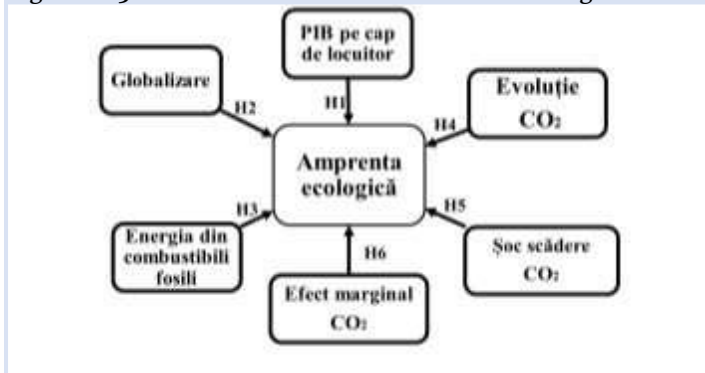 PIB pe cap
de locuitor
Globalizare
Evoluție
CO₂
H1
H2
H4
Amprenta
ecologică
H3
H5
Energia din
combustibili
fosili
H6
Șoc scădere
CO₂
Efect marginal
CO₂